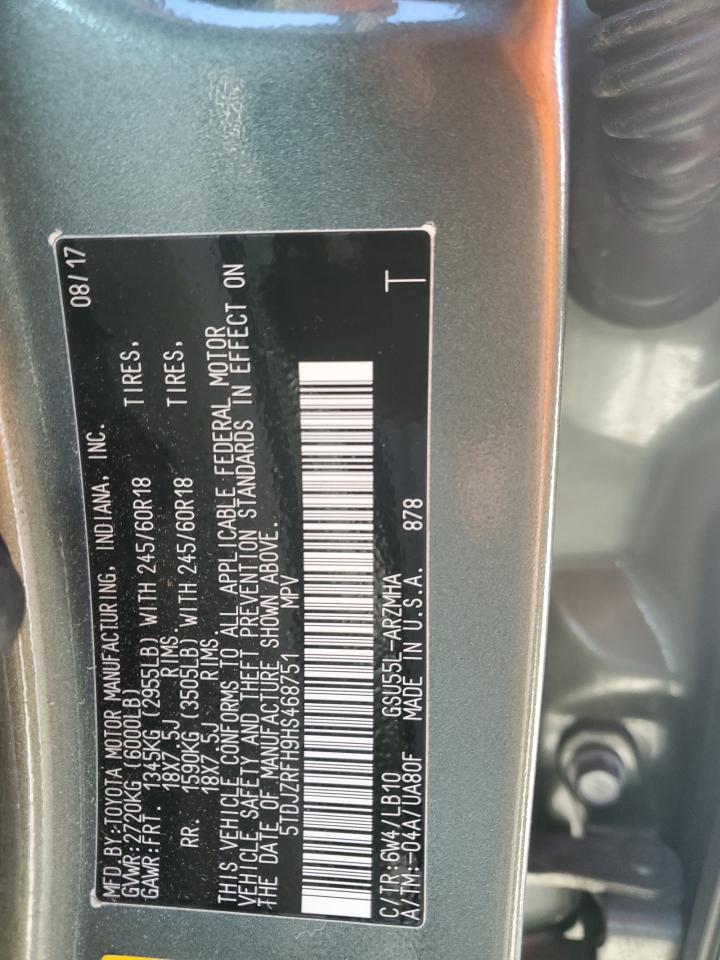 MFD.BY:TOYOTA MOTOR MANUFACTURING, INDIANA, INC. 08/17
GVWR:2720KG (6000LB)
GAWR:FRT. 1345KG (2955LB) WITH 245/60R18 TIRES,
18X7.5J RIMS.
RR. 1590KG (3505LB) WITH 245/60R18 TIRES,
18X7.5J RIMS.
THIS VEHICLE CONFORMS TO ALL APPLICABLE FEDERAL MOTOR
VEHICLE SAFETY AND THEFT PREVENTION STANDARDS IN EFFECT ON
THE DATE OF MANUFACTURE SHOWN ABOVE.
5TDJZRFH9HS468751 MPV
C/TR:6W4/LB10 GSU55L-ARZMHA T
A/TM:-04A/UA80F MADE IN U.S.A. 878